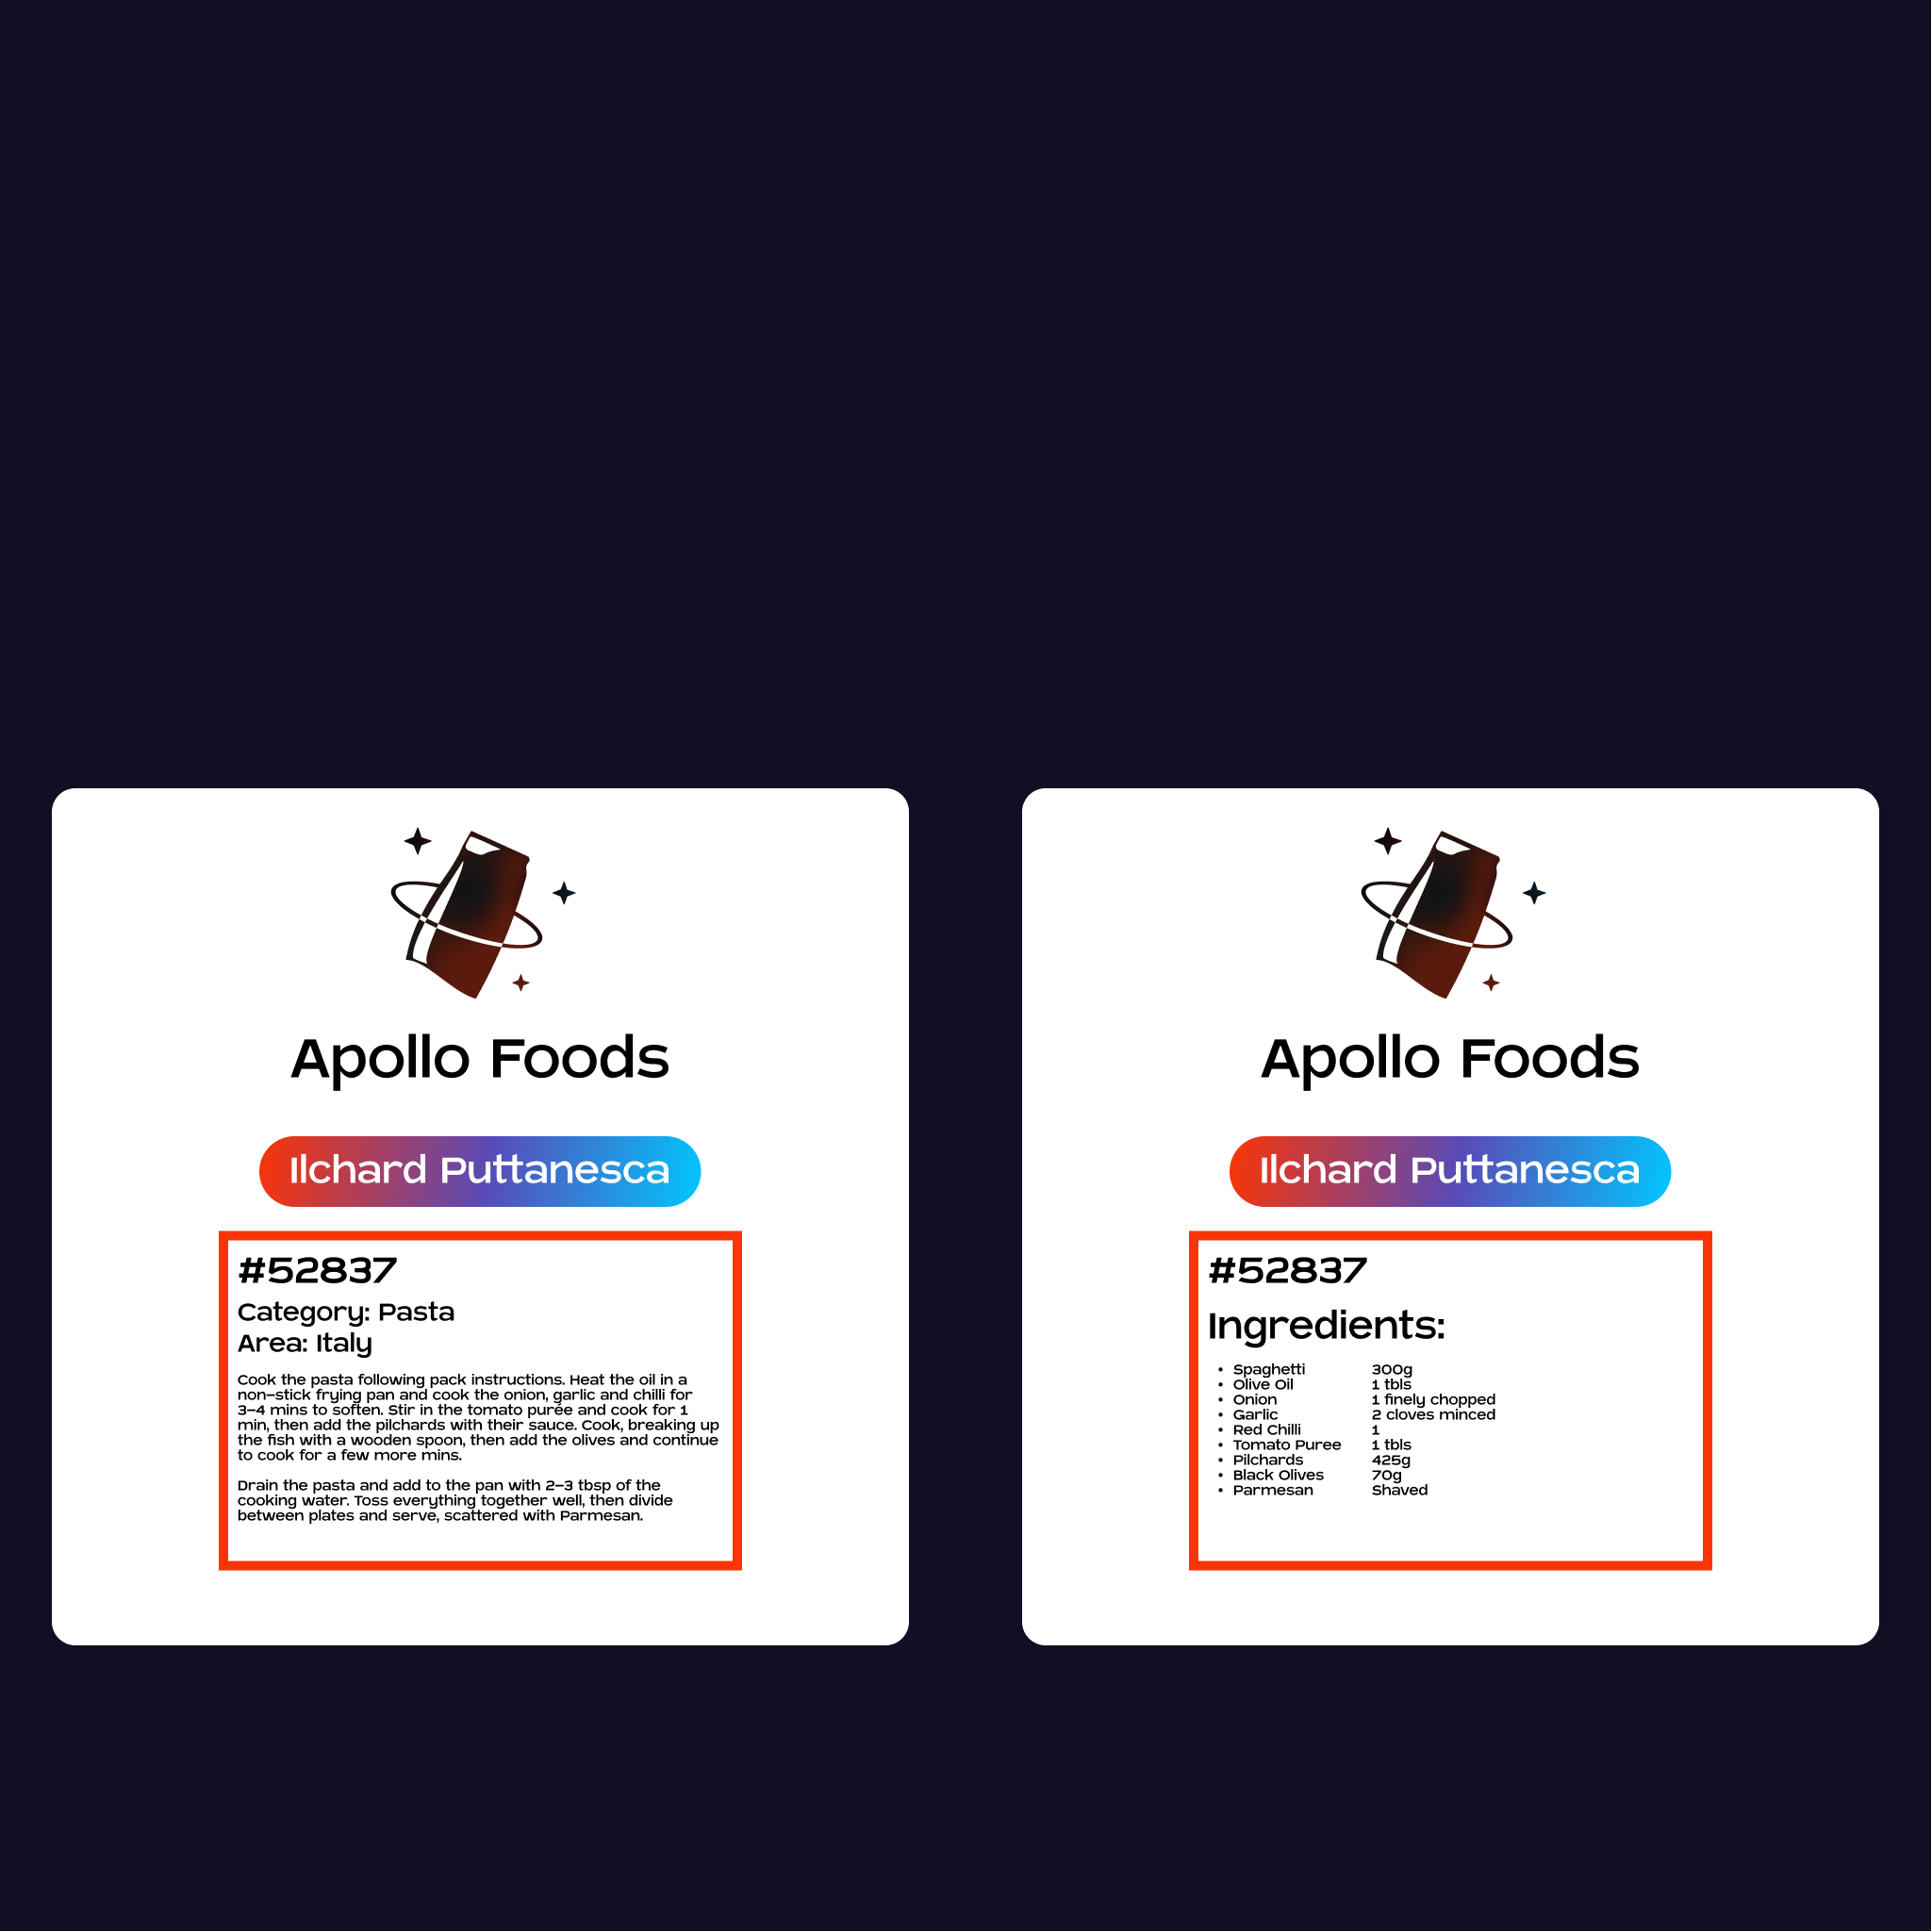 Apollo Foods
Ilchard Puttanesca
#52837
Category: Pasta
Area: Italy
Cook the pasta following pack instructions. Heat the oil in a
non-stick frying pan and cook the onion, garlic and chilli for
3-4 mins to soften. Stir in the tomato purée and cook for 1
min, then add the pilchards with their sauce. Cook, breaking up
the fish with a wooden spoon, then add the olives and continue
to cook for a few more mins.
Drain the pasta and add to the pan with 2-3 tbsp of the
cooking water. Toss everything together well, then divide
between plates and serve, scattered with Parmesan.
Apollo Foods
Ilchard Puttanesca
#52837
Ingredients:
• Spaghetti 300g
• Olive Oil 1 tbls
• Onion 1 finely chopped
• Garlic 2 cloves minced
• Red Chilli 1
• Tomato Puree 1 tbls
• Pilchards 425g
• Black Olives 70g
• Parmesan Shaved